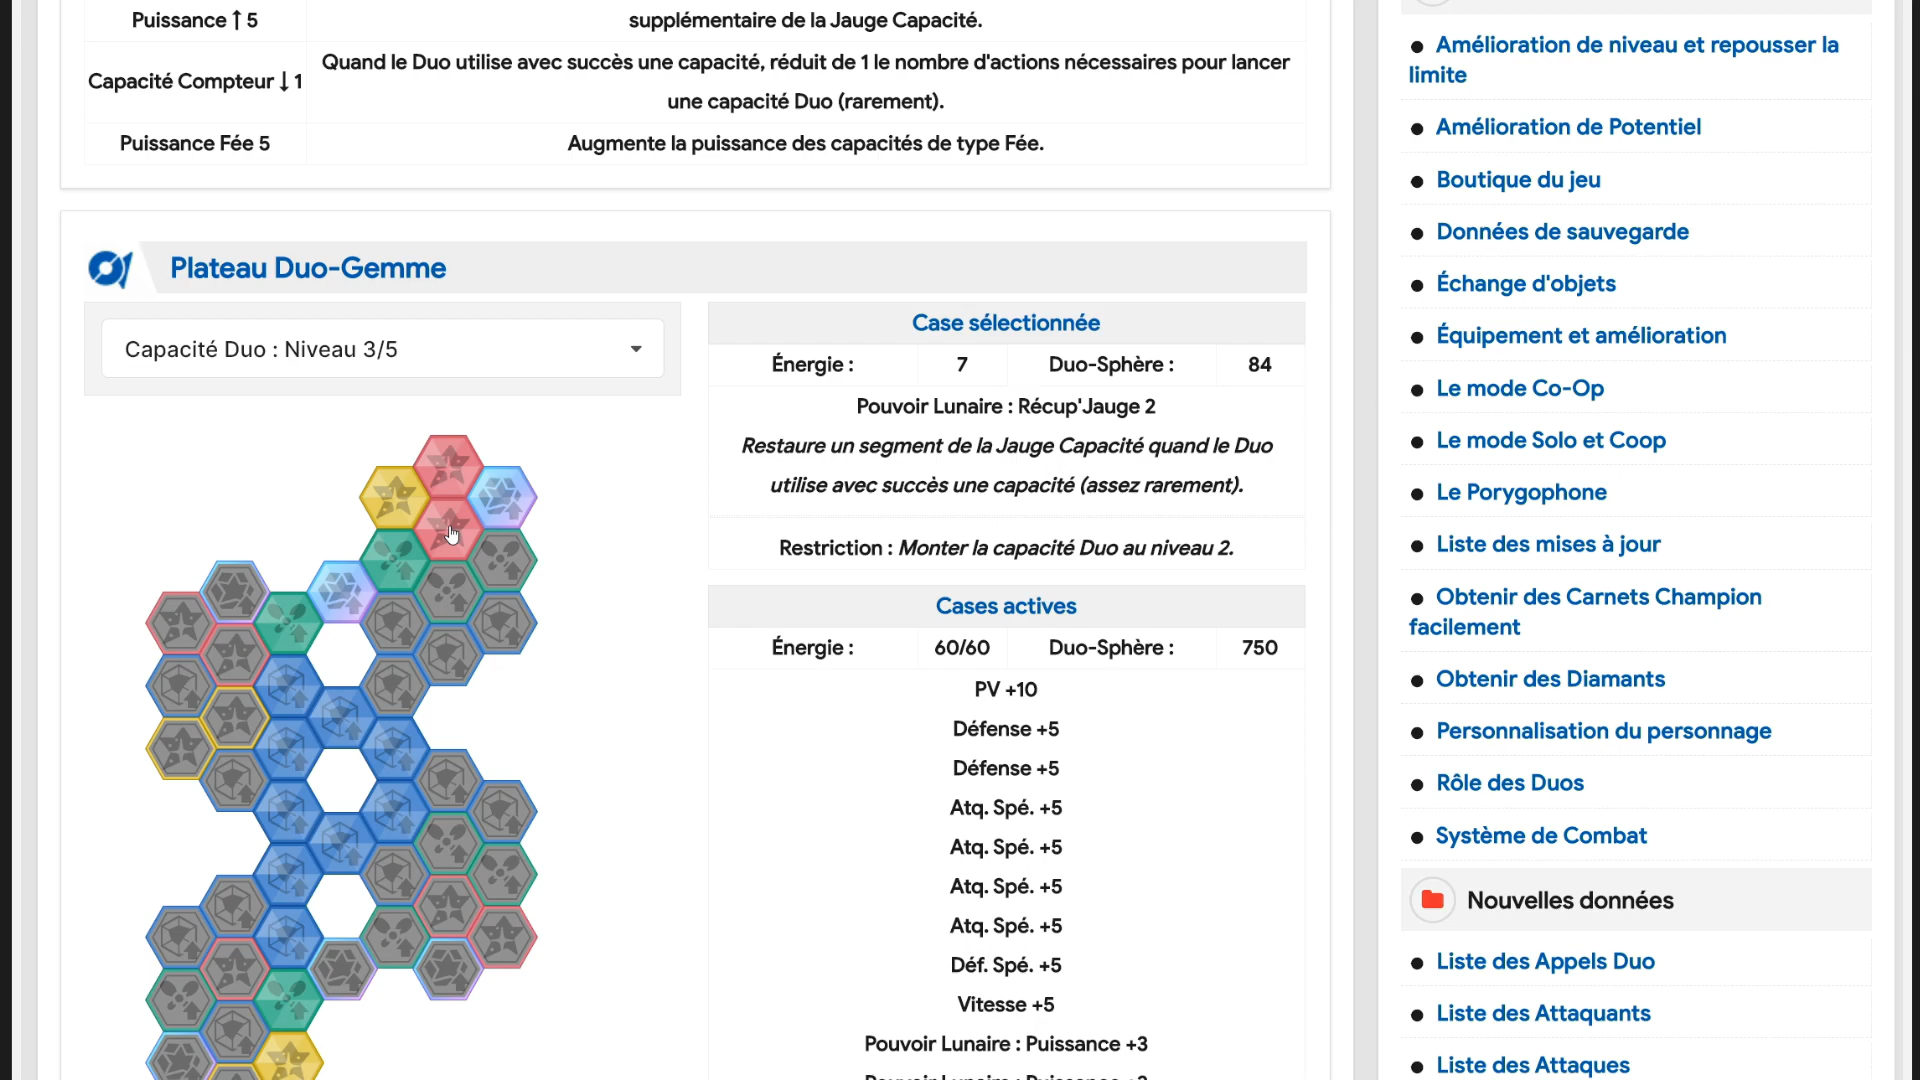 Puissance ↑ 5
supplémentaire de la Jauge Capacité.
Capacité Compteur ↓ 1
Quand le Duo utilise avec succès une capacité, réduit de 1 le nombre d'actions nécessaires pour lancer
une capacité Duo (rarement).
Puissance Fée 5
Augmente la puissance des capacités de type Fée.
Plateau Duo-Gemme
Capacité Duo : Niveau 3/5
Case sélectionnée
Énergie : 7 Duo-Sphère : 84
Pouvoir Lunaire : Récup'Jauge 2
Restaure un segment de la Jauge Capacité quand le Duo
utilise avec succès une capacité (assez rarement).
Restriction : Monter la capacité Duo au niveau 2.
Cases actives
Énergie : 60/60 Duo-Sphère : 750
PV +10
Défense +5
Défense +5
Atq. Spé. +5
Atq. Spé. +5
Atq. Spé. +5
Atq. Spé. +5
Déf. Spé. +5
Vitesse +5
Pouvoir Lunaire : Puissance +3
Amélioration de niveau et repousser la
limite
Amélioration de Potentiel
Boutique du jeu
Données de sauvegarde
Échange d'objets
Équipement et amélioration
Le mode Co-Op
Le mode Solo et Coop
Le Porygophone
Liste des mises à jour
Obtenir des Carnets Champion
facilement
Obtenir des Diamants
Personnalisation du personnage
Rôle des Duos
Système de Combat
Nouvelles données
Liste des Appels Duo
Liste des Attaquants
Liste des Attaques